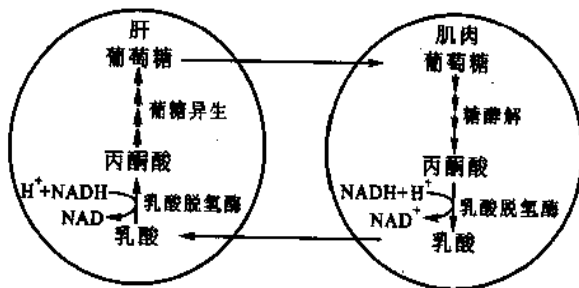 肝
葡萄糖
葡糖异生
丙酮酸
H⁺+NADH
乳酸脱氢酶
NAD
乳酸
肌肉
葡萄糖
糖酵解
丙酮酸
NADH+H⁺
乳酸脱氢酶
NAD⁺
乳酸